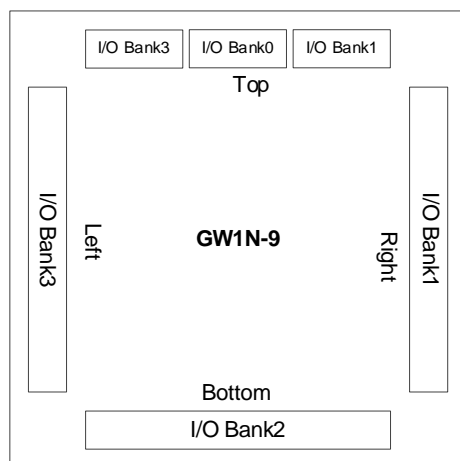 I/O Bank3 I/O Bank0 I/O Bank1
Top
I/O Bank3
Left
GW1N-9
Right
I/O Bank1
Bottom
I/O Bank2